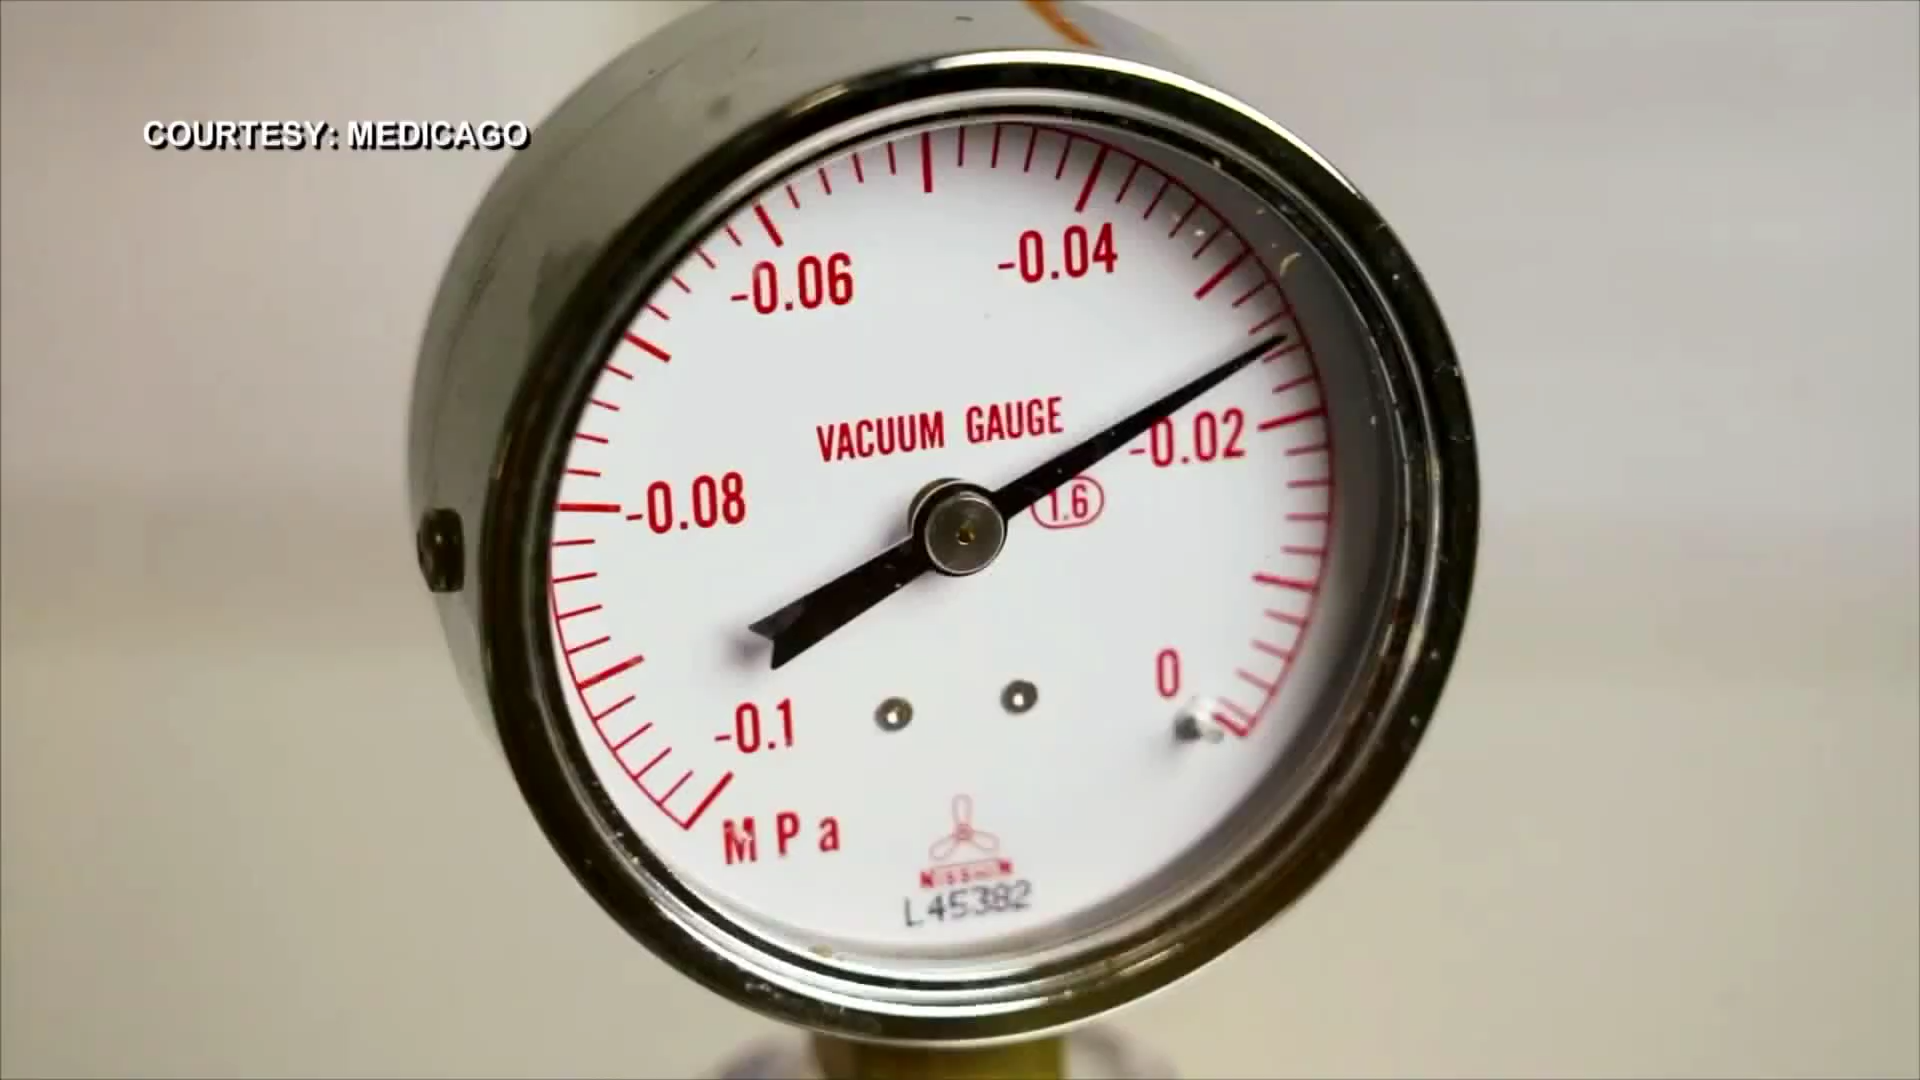 COURTESY: MEDICAGO
-0.06
-0.04
VACUUM GAUGE
-0.02
1.6
-0.08
0
-0.1
MPa
NISSHIN
L45382